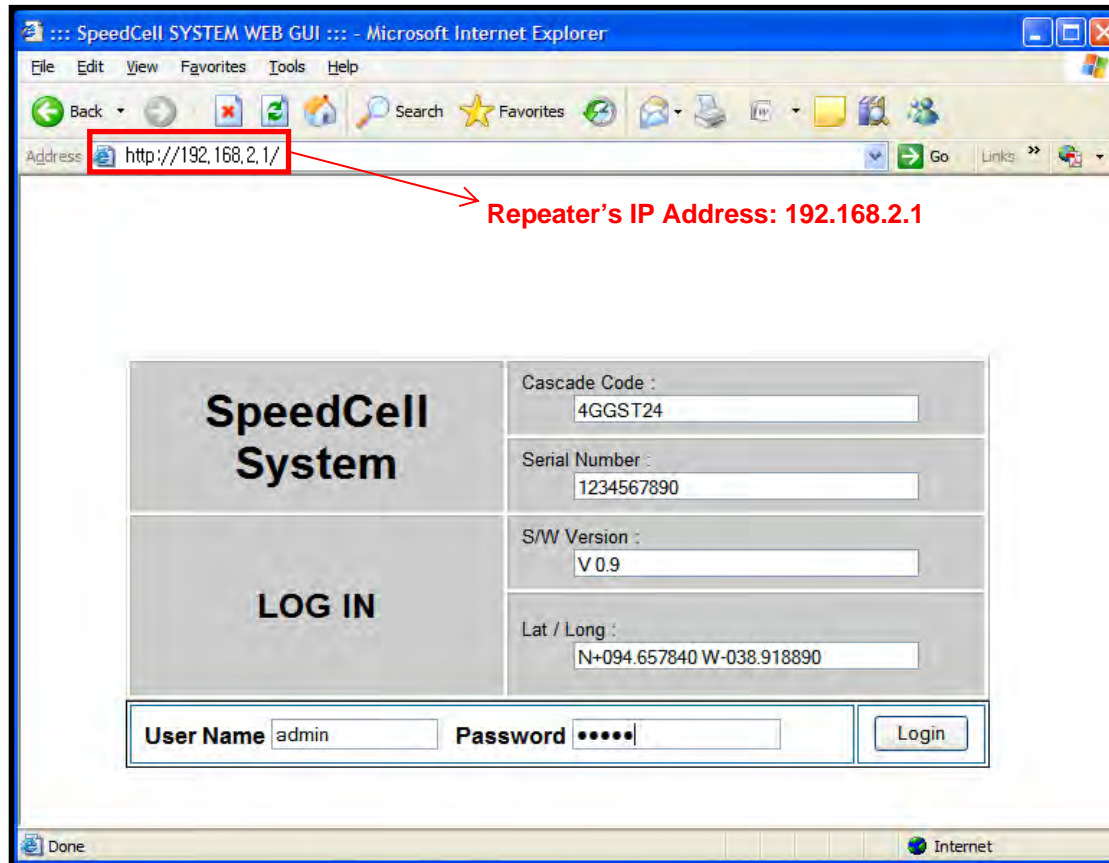 ::: SpeedCell SYSTEM WEB GUI ::: - Microsoft Internet Explorer
File Edit View Favorites Tools Help
Back Search Favorites
Address http://192,168,2,1/ Go Links »
Repeater’s IP Address: 192.168.2.1
SpeedCell
System
Cascade Code :
4GGST24
Serial Number :
1234567890
LOG IN
S/W Version :
V 0.9
Lat / Long :
N+094.657840 W-038.918890
User Name admin Password ••••• Login
Done Internet